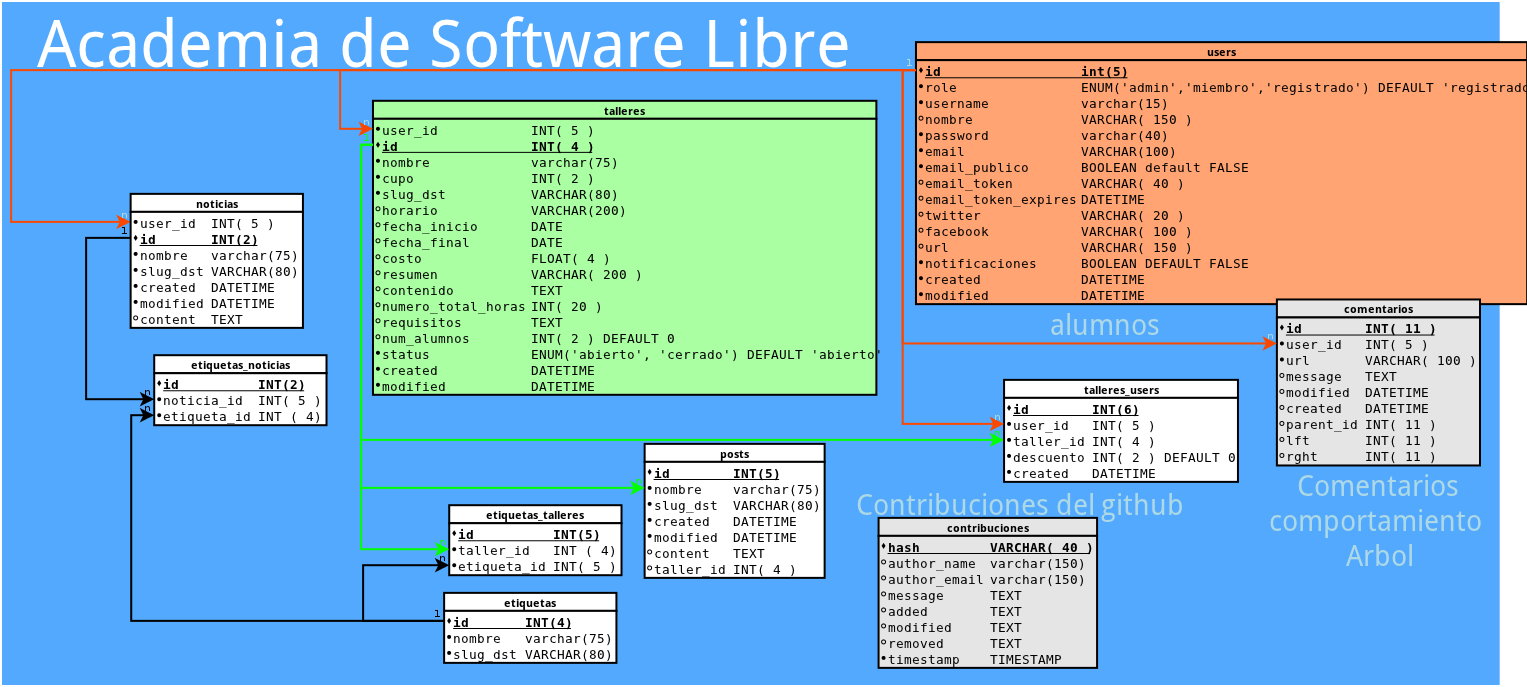 Academia de Software Libre
users
id int(5)
role ENUM('admin','miembro','registrado') DEFAULT 'registrado
username varchar(15)
nombre VARCHAR( 150 )
password varchar(40)
email VARCHAR(100)
email_publico BOOLEAN default FALSE
email_token VARCHAR( 40 )
email_token_expires DATETIME
twitter VARCHAR( 20 )
facebook VARCHAR( 100 )
url VARCHAR( 150 )
notificaciones BOOLEAN DEFAULT FALSE
created DATETIME
modified DATETIME
alumnos
talleres
user_id INT( 5 )
id INT( 4 )
nombre varchar(75)
cupo INT( 2 )
slug_dst VARCHAR(80)
horario VARCHAR(200)
fecha_inicio DATE
fecha_final DATE
costo FLOAT( 4 )
resumen VARCHAR( 200 )
contenido TEXT
numero_total_horas INT( 20 )
requisitos TEXT
num_alumnos INT( 2 ) DEFAULT 0
status ENUM('abierto', 'cerrado') DEFAULT 'abierto'
created DATETIME
modified DATETIME
noticias
user_id INT( 5 )
id INT(2)
nombre varchar(75)
slug_dst VARCHAR(80)
created DATETIME
modified DATETIME
content TEXT
etiquetas_noticias
id INT(2)
noticia_id INT( 5 )
etiqueta_id INT ( 4)
comentarios
id INT( 11 )
user_id INT( 5 )
url VARCHAR( 100 )
message TEXT
modified DATETIME
created DATETIME
parent_id INT( 11 )
lft INT( 11 )
rght INT( 11 )
Comentarios
comportamiento
Arbol
talleres_users
id INT(6)
user_id INT( 5 )
taller_id INT( 4 )
descuento INT( 2 ) DEFAULT 0
created DATETIME
posts
id INT(5)
nombre varchar(75)
slug_dst VARCHAR(80)
created DATETIME
modified DATETIME
content TEXT
taller_id INT( 4 )
etiquetas_talleres
id INT(5)
taller_id INT ( 4)
etiqueta_id INT( 5 )
etiquetas
id INT(4)
nombre varchar(75)
slug_dst VARCHAR(80)
Contribuciones del github
contribuciones
hash VARCHAR( 40 )
author_name varchar(150)
author_email varchar(150)
message TEXT
added TEXT
modified TEXT
removed TEXT
timestamp TIMESTAMP